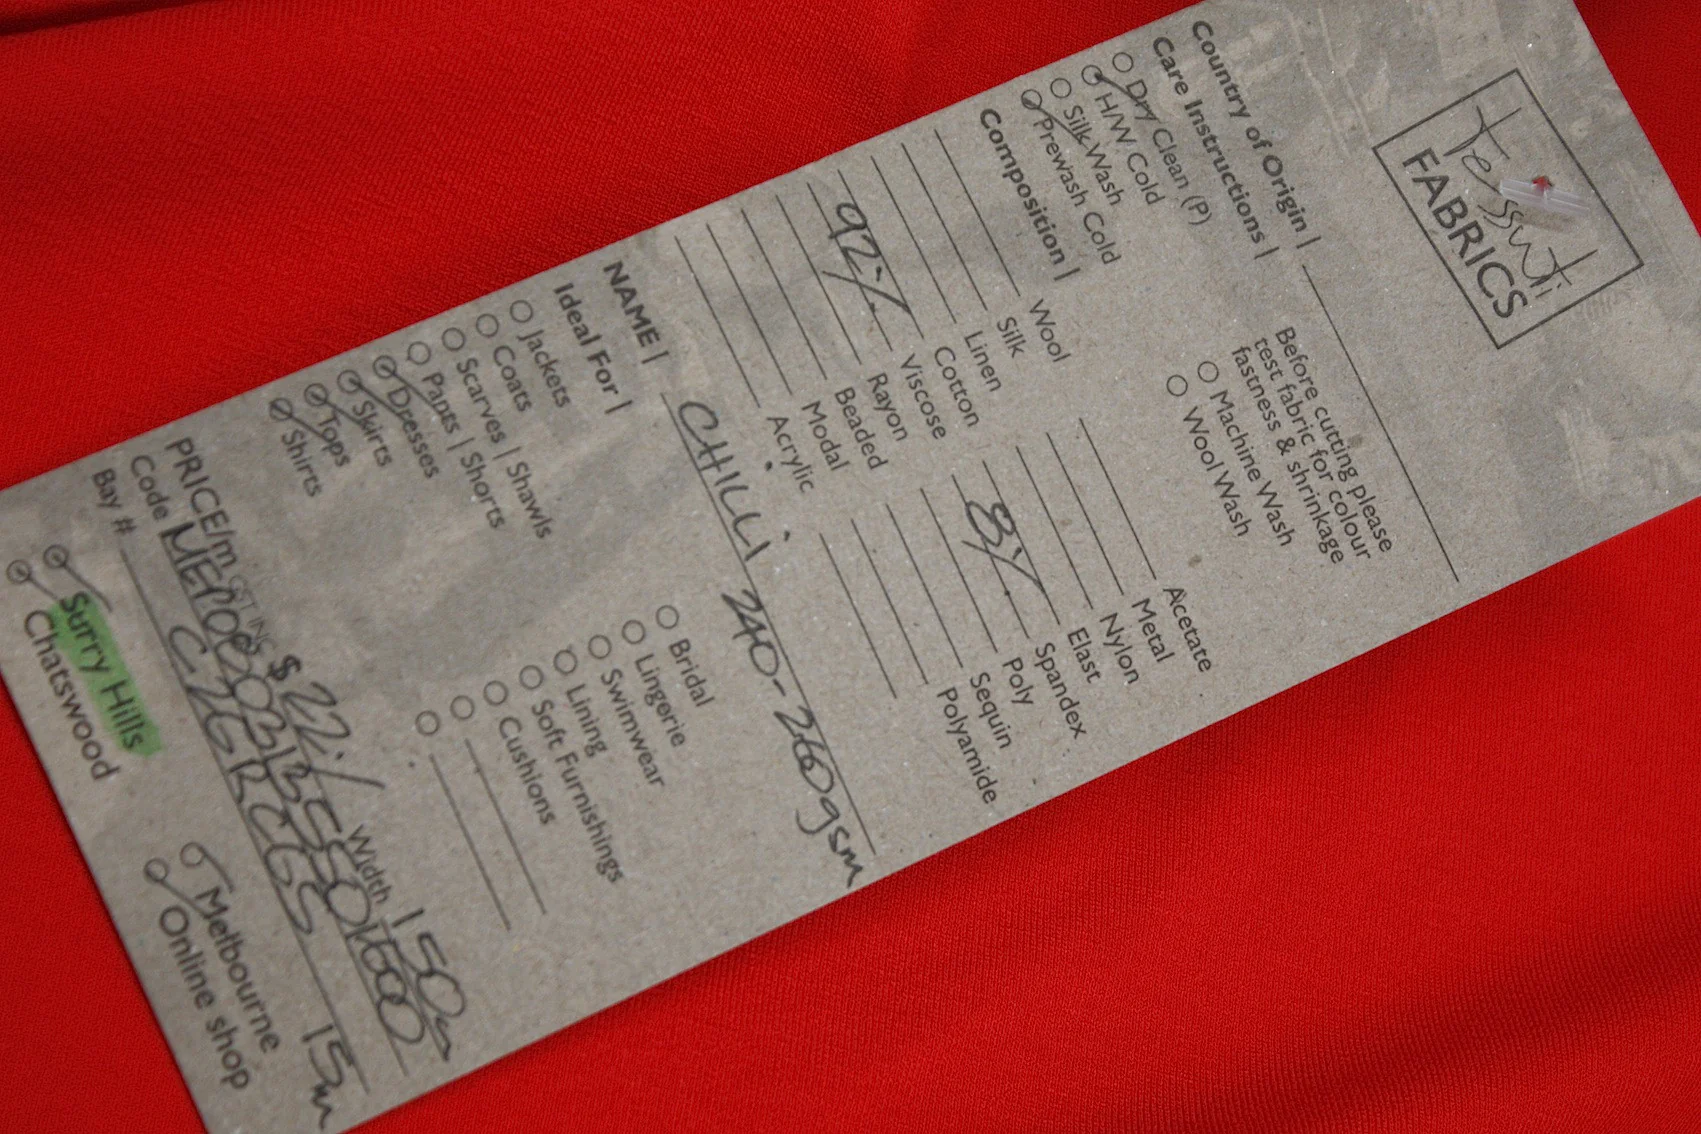 Tessuti
FABRICS
Country of Origin |
Care Instructions |
Before cutting please
test fabric for colour
fastness & shrinkage
Dry Clean (P)
H/W Cold
Silk Wash
Prewash Cold
Machine Wash
Wool Wash
Composition |
Wool
Silk
Linen
Cotton
92% Viscose
Rayon
Beaded
Modal
Acrylic
Acetate
Metal
Nylon
Elast
8% Spandex
Poly
Sequin
Polyamide
NAME | CHILLI 240-260gsm
Ideal For |
Jackets
Coats
Scarves | Shawls
Pants | Shorts
Dresses
Skirts
Tops
Shirts
Bridal
Lingerie
Swimwear
Lining
Soft Furnishings
Cushions
PRICE/m $22./ Width 150
Code
Bay # 15m
Surry Hills
Chatswood
Melbourne
Online shop